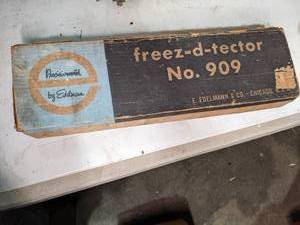 by Edelmann
freez-d-tector
No. 909
E. EDELMANN & CO. - CHICAGO